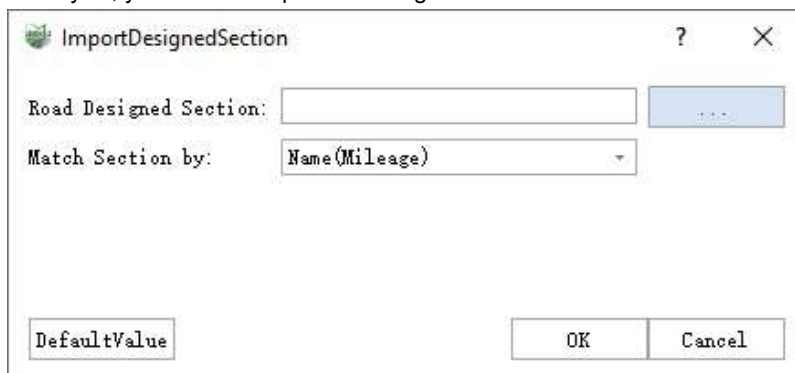 ImportDesignedSection ? X
Road Designed Section: ...
Match Section by: Name(Mileage)
DefaultValue OK Cancel